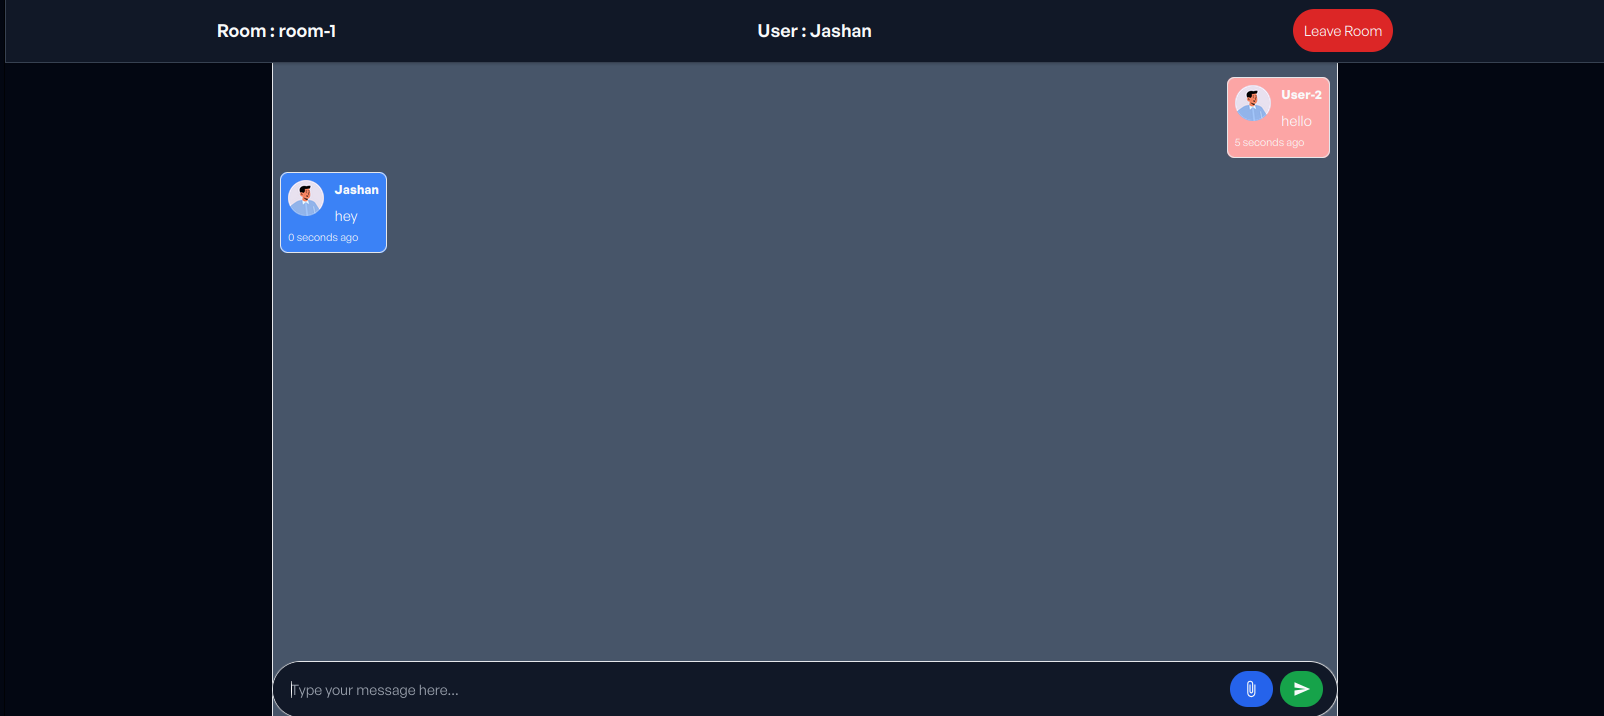 Room : room-1
User : Jashan
Leave Room
User-2
hello
5 seconds ago
Jashan
hey
0 seconds ago
Type your message here...